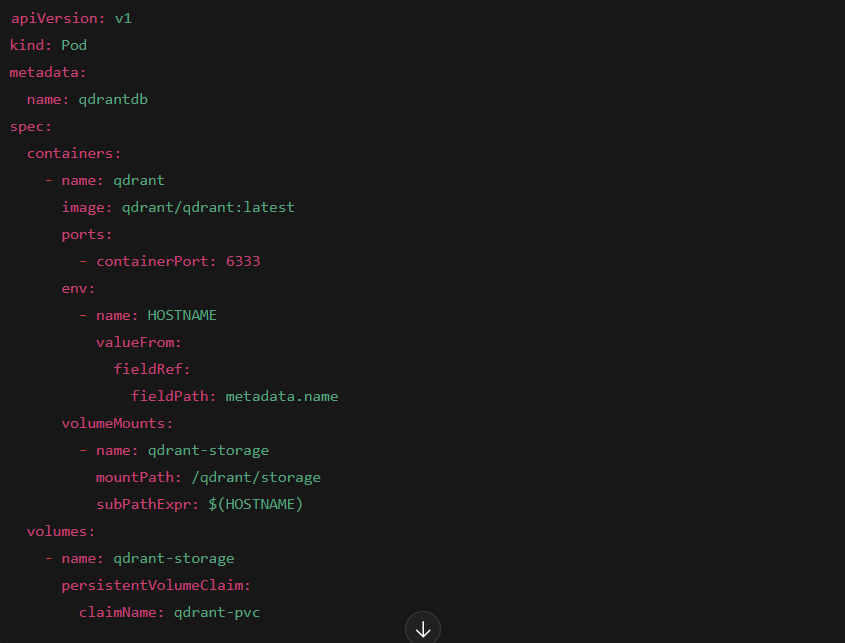 apiVersion: v1
kind: Pod
metadata:
  name: qdrantdb
spec:
  containers:
    - name: qdrant
      image: qdrant/qdrant:latest
      ports:
        - containerPort: 6333
      env:
        - name: HOSTNAME
          valueFrom:
            fieldRef:
              fieldPath: metadata.name
      volumeMounts:
        - name: qdrant-storage
          mountPath: /qdrant/storage
          subPathExpr: $(HOSTNAME)
  volumes:
    - name: qdrant-storage
      persistentVolumeClaim:
        claimName: qdrant-pvc